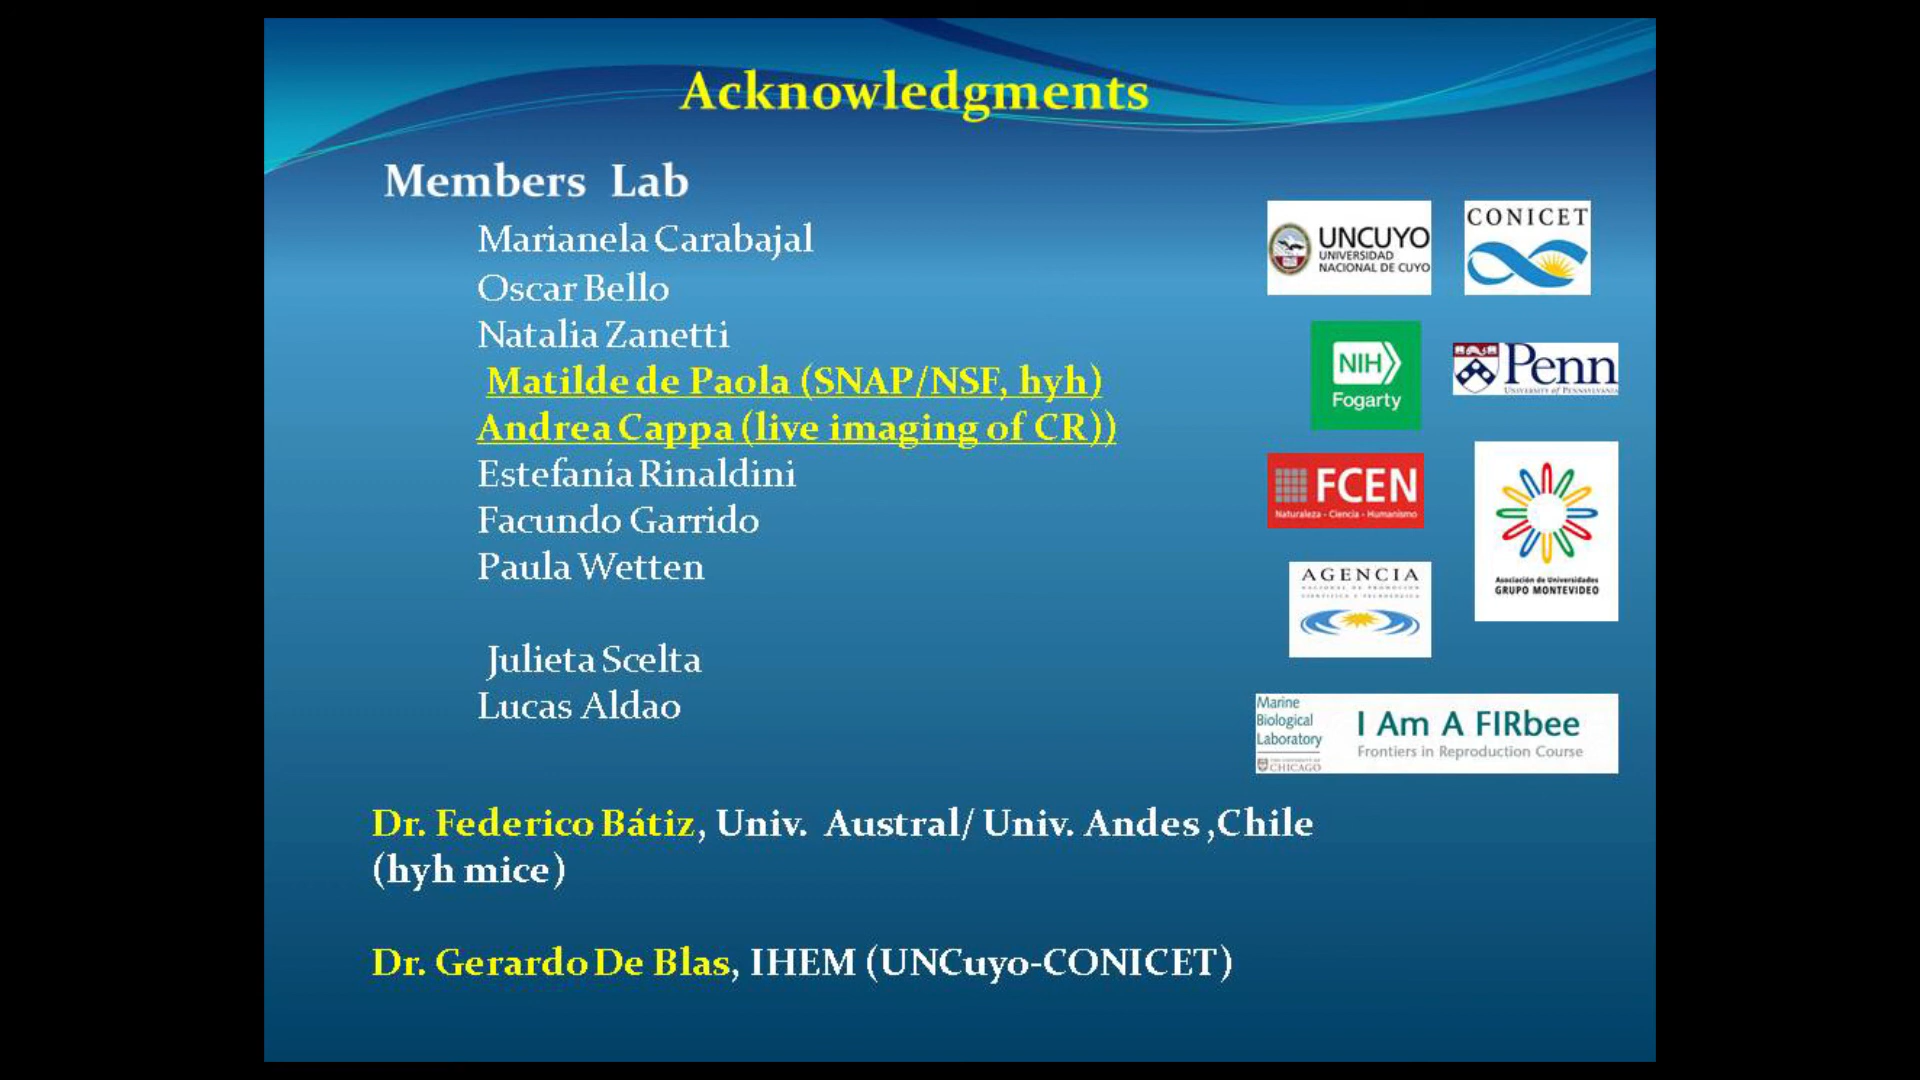 Acknowledgments
Members Lab
Marianela Carabajal
Oscar Bello
Natalia Zanetti
Matilde de Paola (SNAP/NSF, hyh)
Andrea Cappa (live imaging of CR))
Estefanía Rinaldini
Facundo Garrido
Paula Wetten
Julieta Scelta
Lucas Aldao
Dr. Federico Bátiz, Univ. Austral/ Univ. Andes ,Chile
(hyh mice)
Dr. Gerardo De Blas, IHEM (UNCuyo-CONICET)
UNCUYO
UNIVERSIDAD
NACIONAL DE CUYO
CONICET
NIH
Fogarty
Penn
UNIVERSITY of PENNSYLVANIA
FCEN
Naturaleza - Ciencia - Humanismo
Asociación de Universidades
GRUPO MONTEVIDEO
AGENCIA
Marine
Biological
Laboratory
CHICAGO
I Am A FIRbee
Frontiers in Reproduction Course